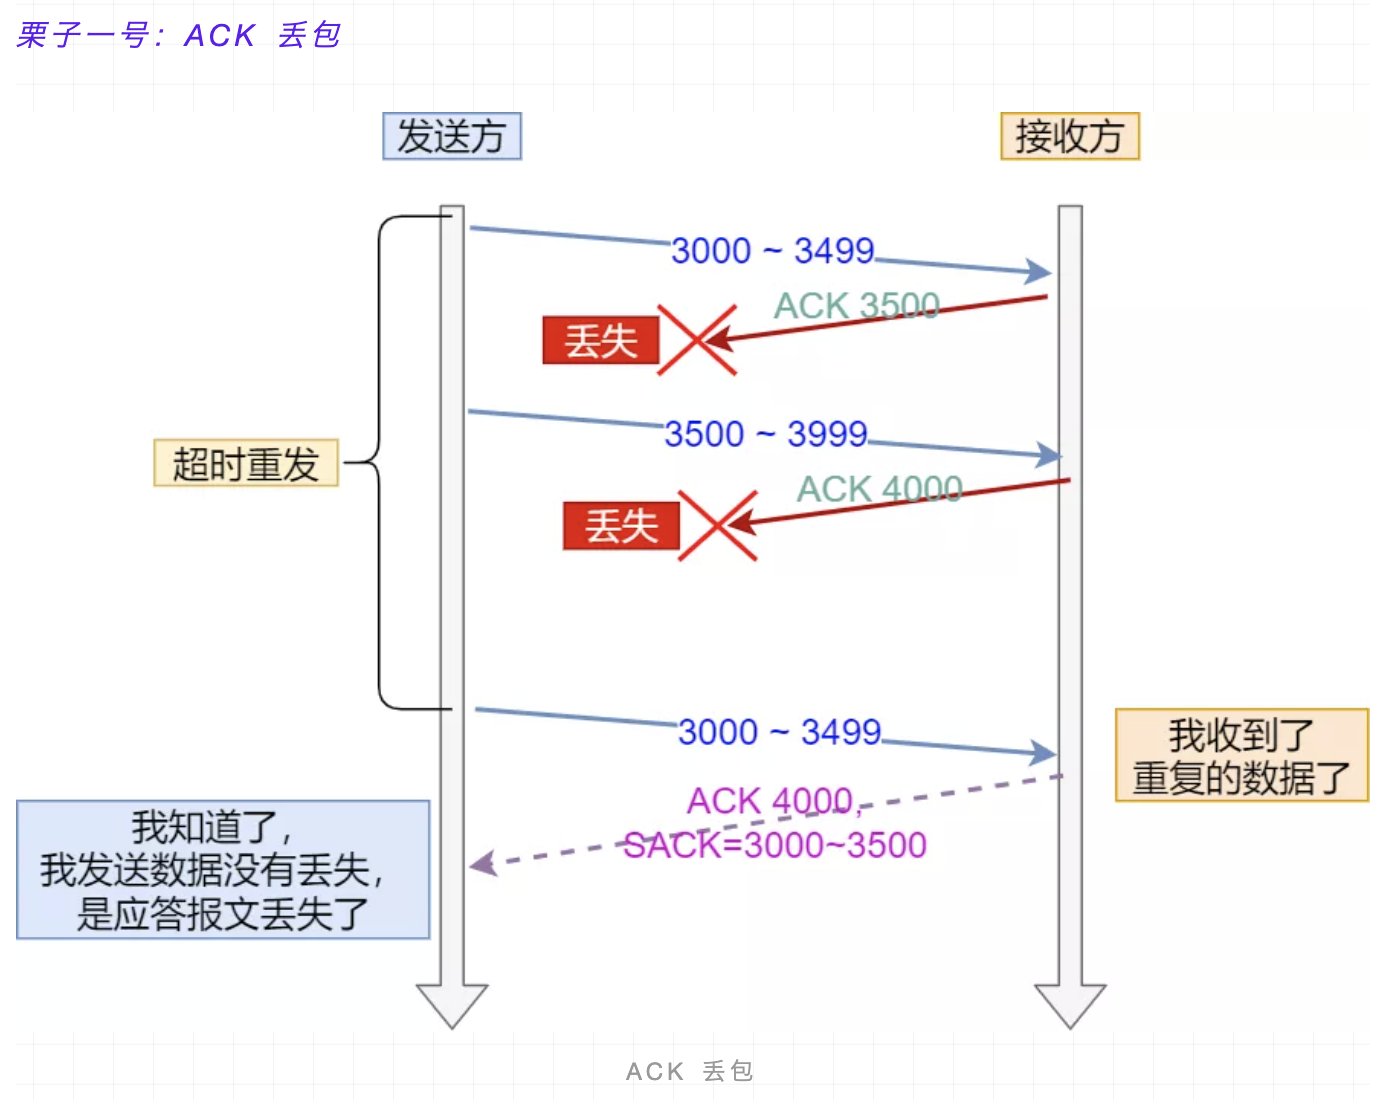 栗子一号：ACK 丢包
发送方
接收方
3000 ~ 3499
ACK 3500
丢失
3500 ~ 3999
超时重发
ACK 4000
丢失
3000 ~ 3499
我收到了
重复的数据了
ACK 4000,
SACK=3000~3500
我知道了，
我发送数据没有丢失，
是应答报文丢失了
ACK 丢包